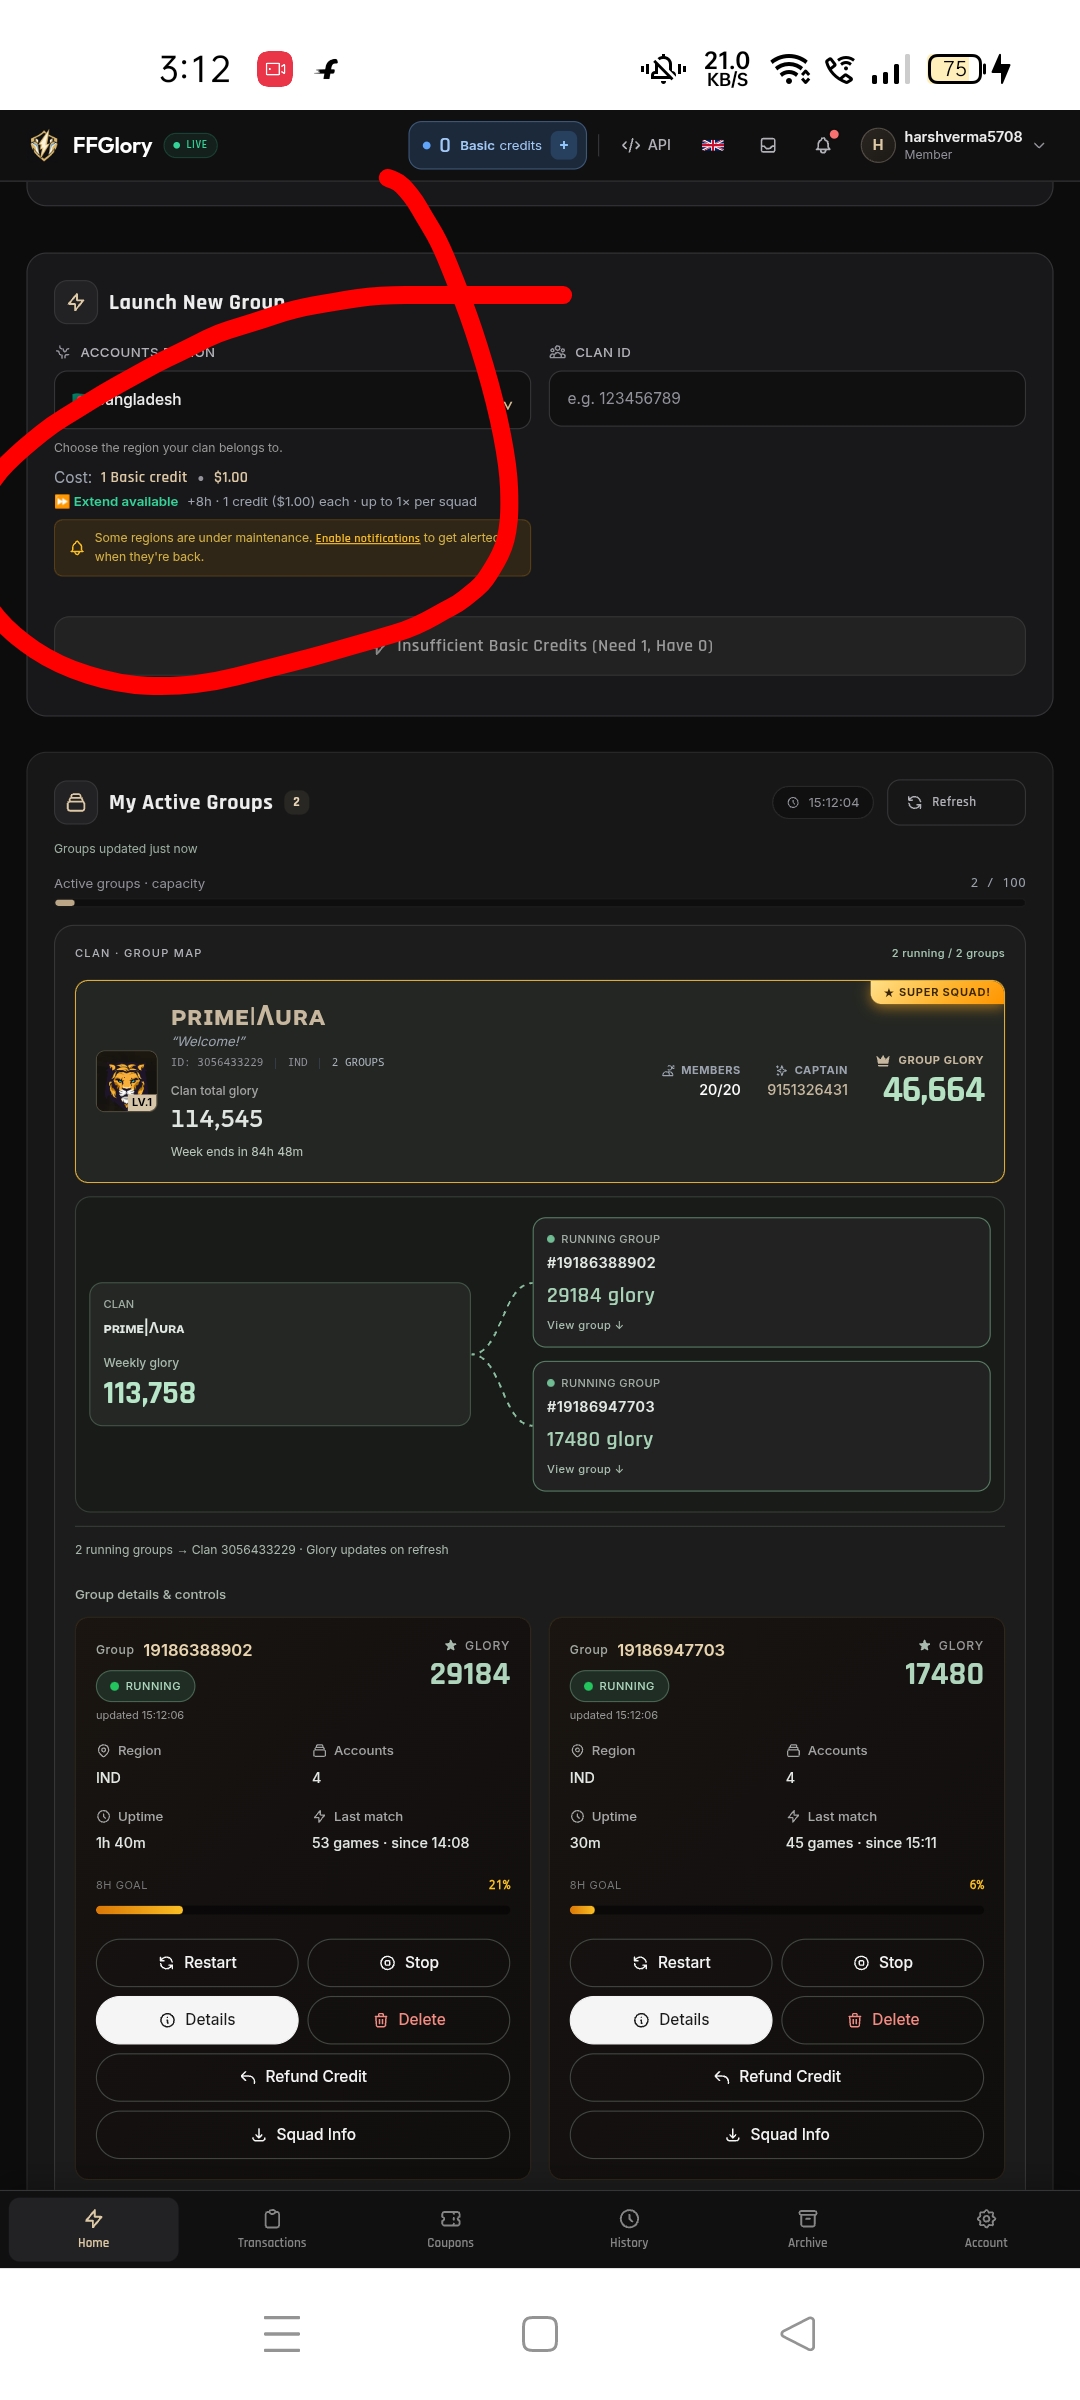 3:12
21.0
KB/S
75
FFGlory
LIVE
0 Basic credits +
API
H
harshverma5708
Member
Launch New Group
ACCOUNTS
Bangladesh
Choose the region your clan belongs to.
Cost: 1 Basic credit • $1.00
Extend available +8h · 1 credit ($1.00) each · up to 1× per squad
Some regions are under maintenance. Enable notifications to get alerted
when they're back.
CLAN ID
e.g. 123456789
Insufficient Basic Credits (Need 1, Have 0)
My Active Groups 2
15:12:04
Refresh
Groups updated just now
Active groups · capacity
2 / 100
CLAN · GROUP MAP
2 running / 2 groups
★ SUPER SQUAD!
PRIME|ΛURA
“Welcome!”
ID: 3056433229 | IND | 2 GROUPS
LV.1
Clan total glory
114,545
Week ends in 84h 48m
MEMBERS
20/20
CAPTAIN
9151326431
GROUP GLORY
46,664
CLAN
PRIME|ΛURA
Weekly glory
113,758
RUNNING GROUP
#19186388902
29184 glory
View group ↓
RUNNING GROUP
#19186947703
17480 glory
View group ↓
2 running groups → Clan 3056433229 · Glory updates on refresh
Group details & controls
Group 19186388902
RUNNING
updated 15:12:06
GLORY
29184
Region
IND
Accounts
4
Uptime
1h 40m
Last match
53 games · since 14:08
8H GOAL
21%
Restart
Stop
Details
Delete
Refund Credit
Squad Info
Group 19186947703
RUNNING
updated 15:12:06
GLORY
17480
Region
IND
Accounts
4
Uptime
30m
Last match
45 games · since 15:11
8H GOAL
6%
Restart
Stop
Details
Delete
Refund Credit
Squad Info
Home
Transactions
Coupons
History
Archive
Account